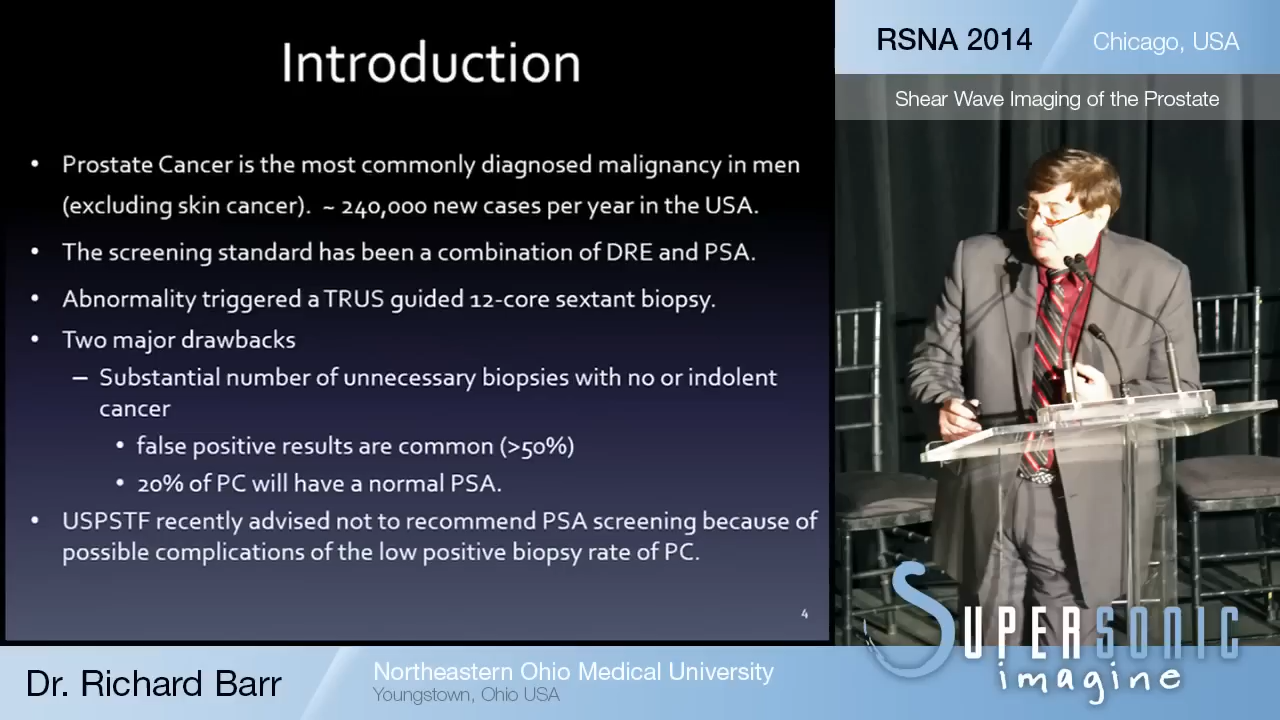 Introduction
• Prostate Cancer is the most commonly diagnosed malignancy in men
(excluding skin cancer). ~ 240,000 new cases per year in the USA.
• The screening standard has been a combination of DRE and PSA.
• Abnormality triggered a TRUS guided 12-core sextant biopsy.
• Two major drawbacks
– Substantial number of unnecessary biopsies with no or indolent
cancer
• false positive results are common (>50%)
• 20% of PC will have a normal PSA.
• USPSTF recently advised not to recommend PSA screening because of
possible complications of the low positive biopsy rate of PC.
4
RSNA 2014 Chicago, USA
Shear Wave Imaging of the Prostate
SUPERSONIC
imagine
Dr. Richard Barr
Northeastern Ohio Medical University
Youngstown, Ohio USA